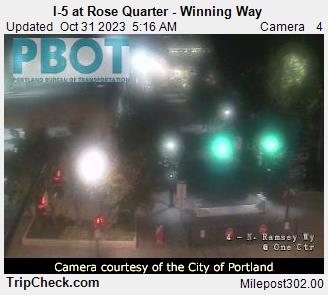 I-5 at Rose Quarter - Winning Way
Updated Oct 31 2023 5:16 AM Camera 4
PBOT
PORTLAND BUREAU OF TRANSPORTATION
4 - N. Ramsey Wy
@ One Ctr
Camera courtesy of the City of Portland
TripCheck.com Milepost302.00